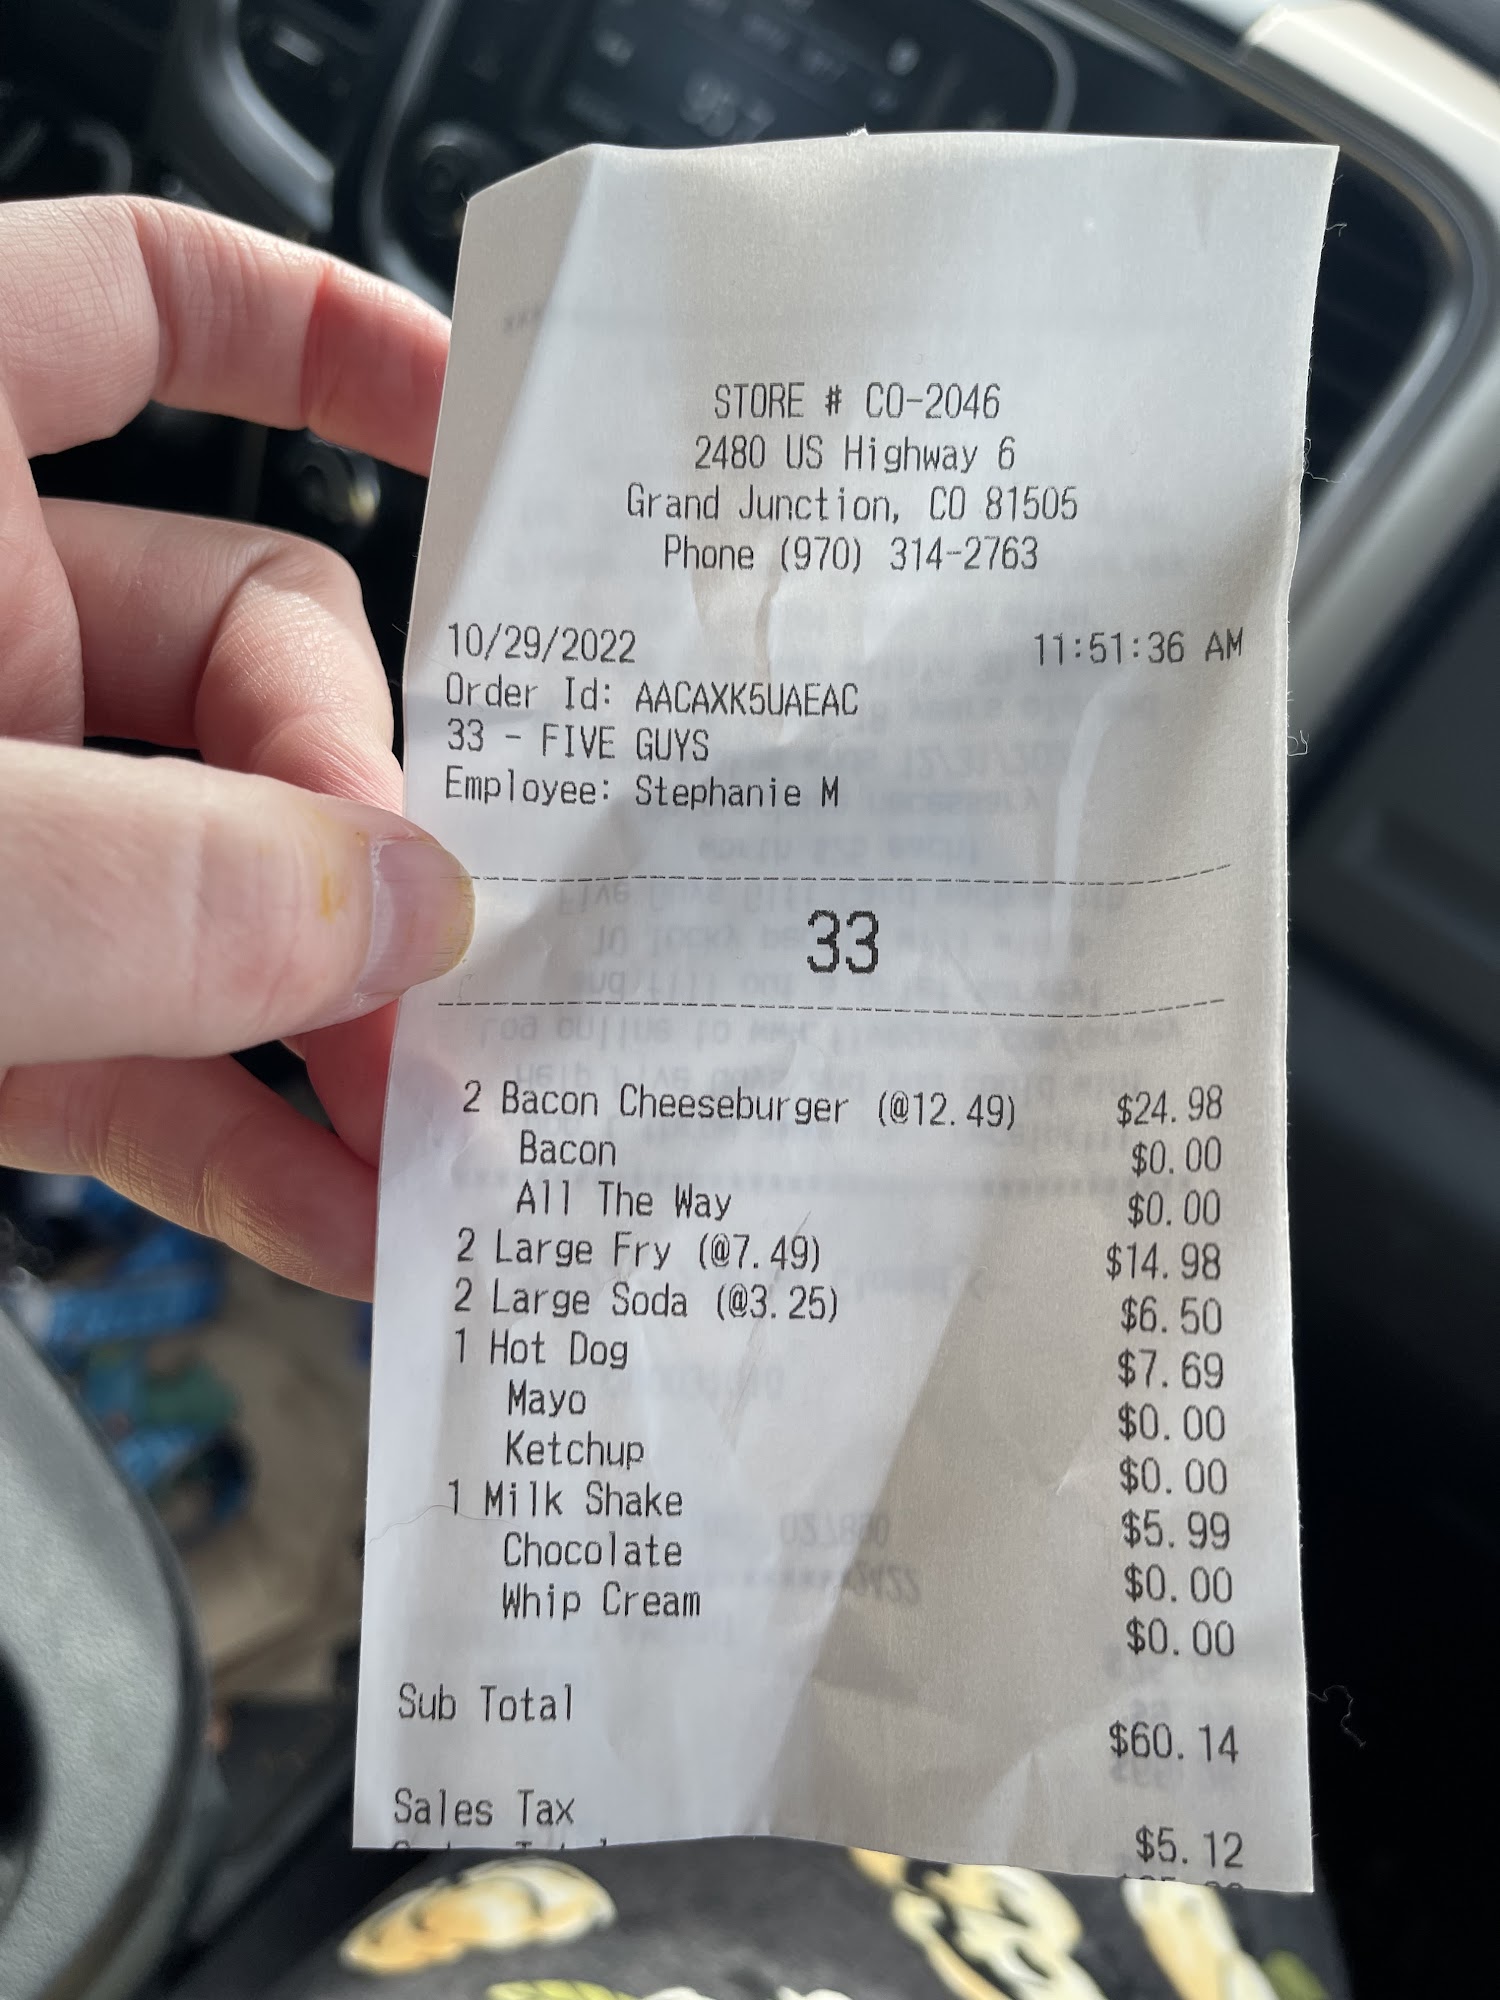 STORE # CO-2046
2480 US Highway 6
Grand Junction, CO 81505
Phone (970) 314-2763
10/29/2022 11:51:36 AM
Order Id: AACAXK5UAEAC
33 - FIVE GUYS
Employee: Stephanie M
33
2 Bacon Cheeseburger (@12.49) $24.98
Bacon $0.00
All The Way $0.00
2 Large Fry (@7.49) $14.98
2 Large Soda (@3.25) $6.50
1 Hot Dog $7.69
Mayo $0.00
Ketchup $0.00
1 Milk Shake $5.99
Chocolate $0.00
Whip Cream $0.00
Sub Total $60.14
Sales Tax $5.12